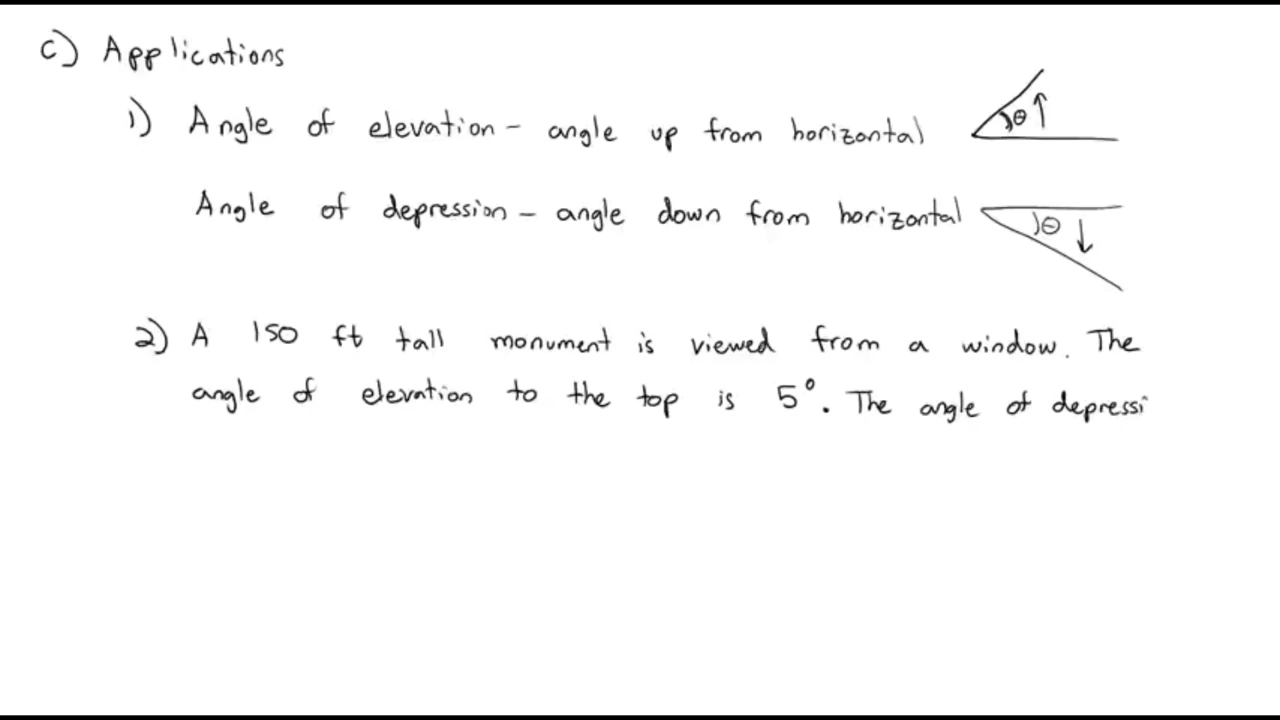 C) Applications
1) Angle of elevation - angle up from horizontal θ
Angle of depression - angle down from horizontal θ
2) A 150 ft tall monument is viewed from a window. The
angle of elevation to the top is 5°. The angle of depressi